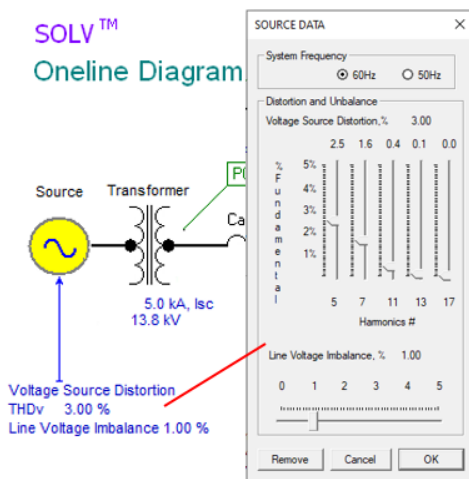 SOLV™
Oneline Diagram
Source
Transformer
5.0 kA, Isc
13.8 kV
Voltage Source Distortion
THDv 3.00 %
Line Voltage Imbalance 1.00 %
SOURCE DATA
System Frequency
60Hz 50Hz
Distortion and Unbalance
Voltage Source Distortion,% 3.00
2.5 1.6 0.4 0.1 0.0
% Fundamental
5%
4%
3%
2%
1%
5 7 11 13 17
Harmonics #
Line Voltage Imbalance, % 1.00
0 1 2 3 4 5
Remove Cancel OK